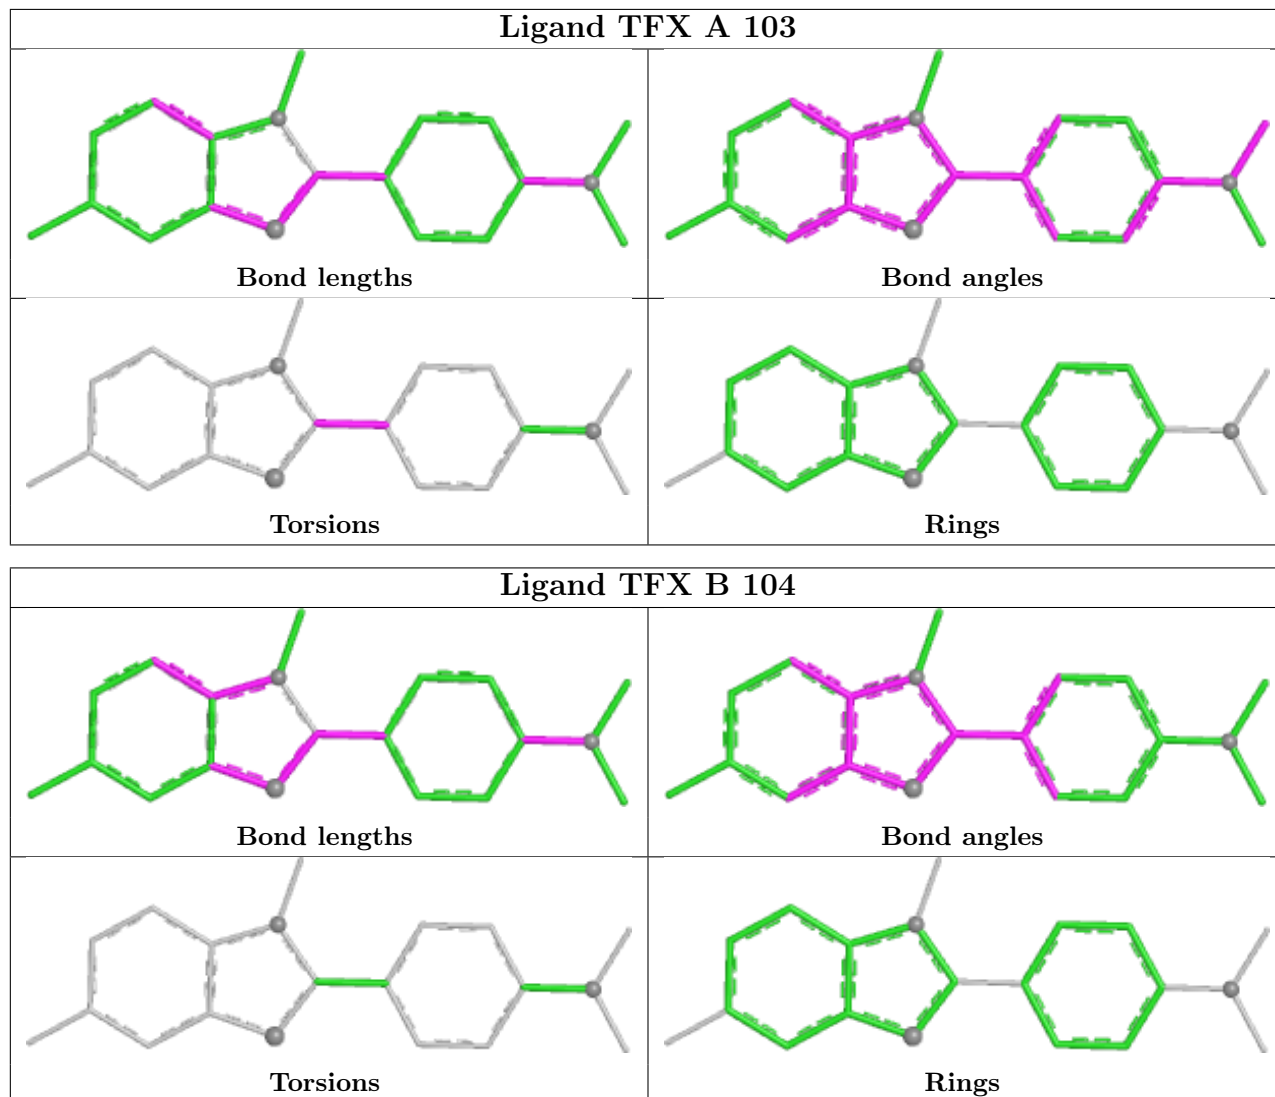 Ligand TFX A 103
Bond lengths
Bond angles
Torsions
Rings
Ligand TFX B 104
Bond lengths
Bond angles
Torsions
Rings